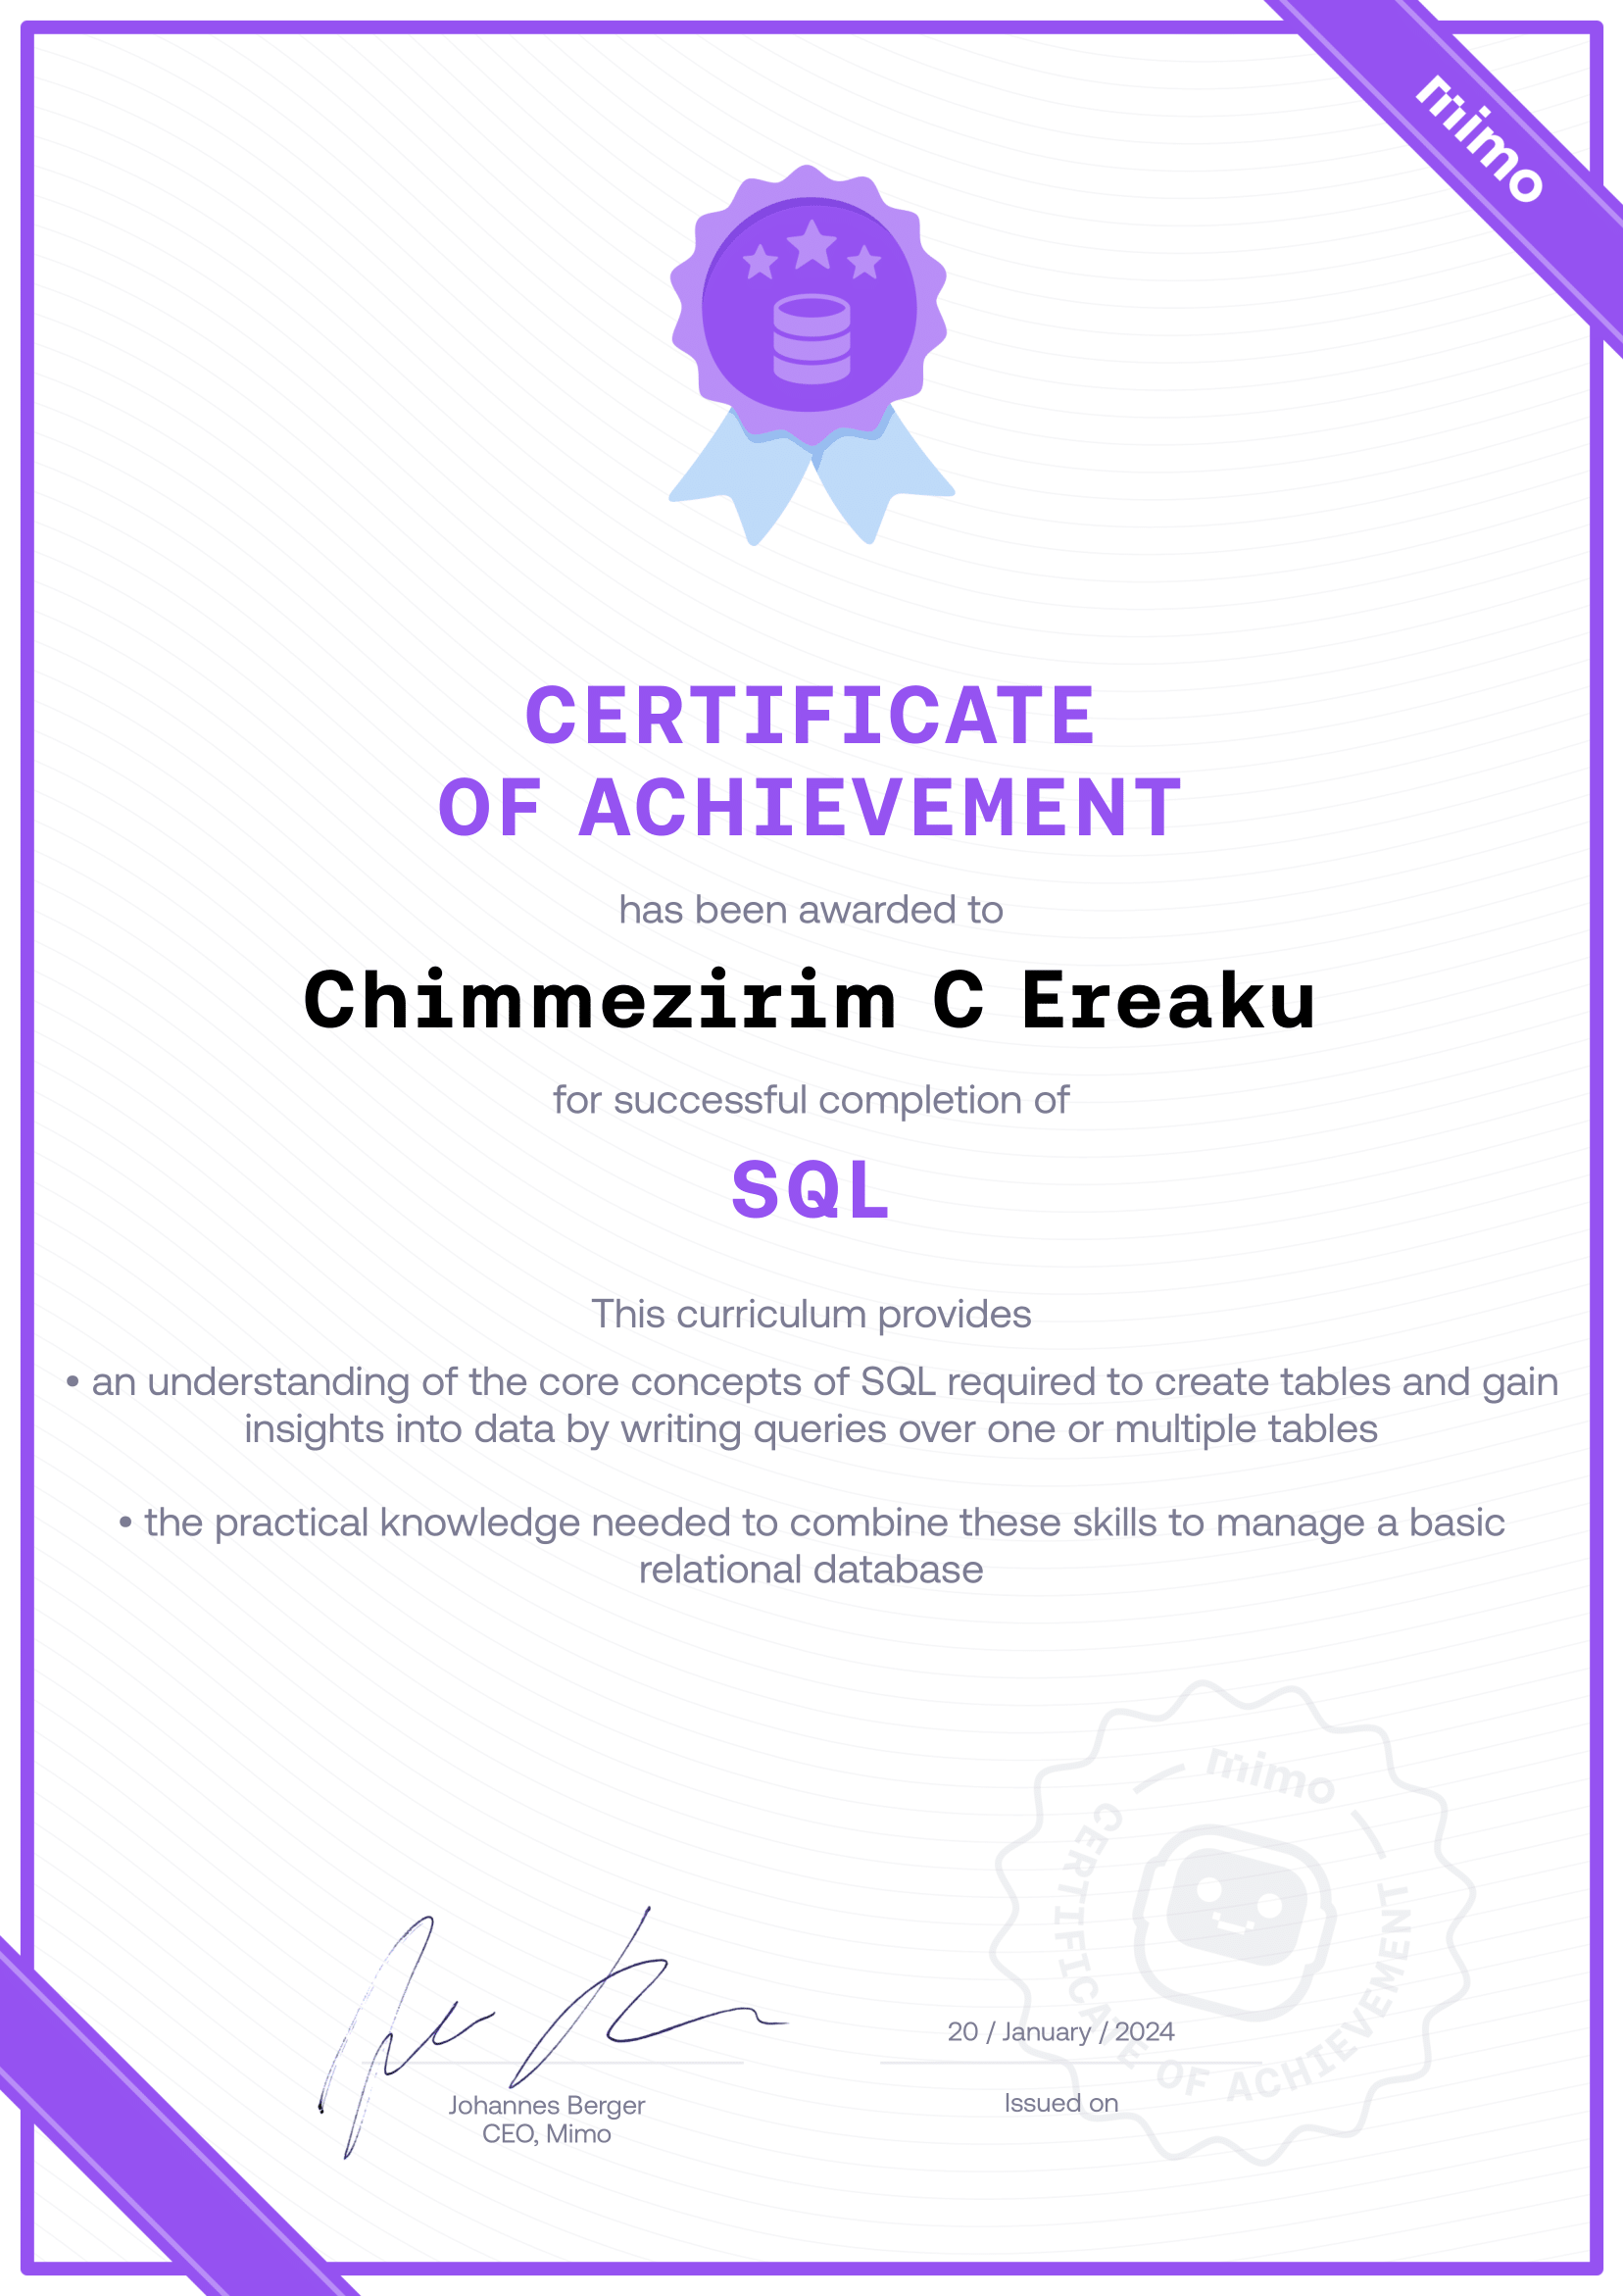 mimo
CERTIFICATE
OF ACHIEVEMENT
has been awarded to
Chimmezirim C Ereaku
for successful completion of
SQL
This curriculum provides
• an understanding of the core concepts of SQL required to create tables and gain
insights into data by writing queries over one or multiple tables
• the practical knowledge needed to combine these skills to manage a basic
relational database
mimo
CERTIFICATE OF ACHIEVEMENT
20 / January / 2024
Johannes Berger
CEO, Mimo
Issued on